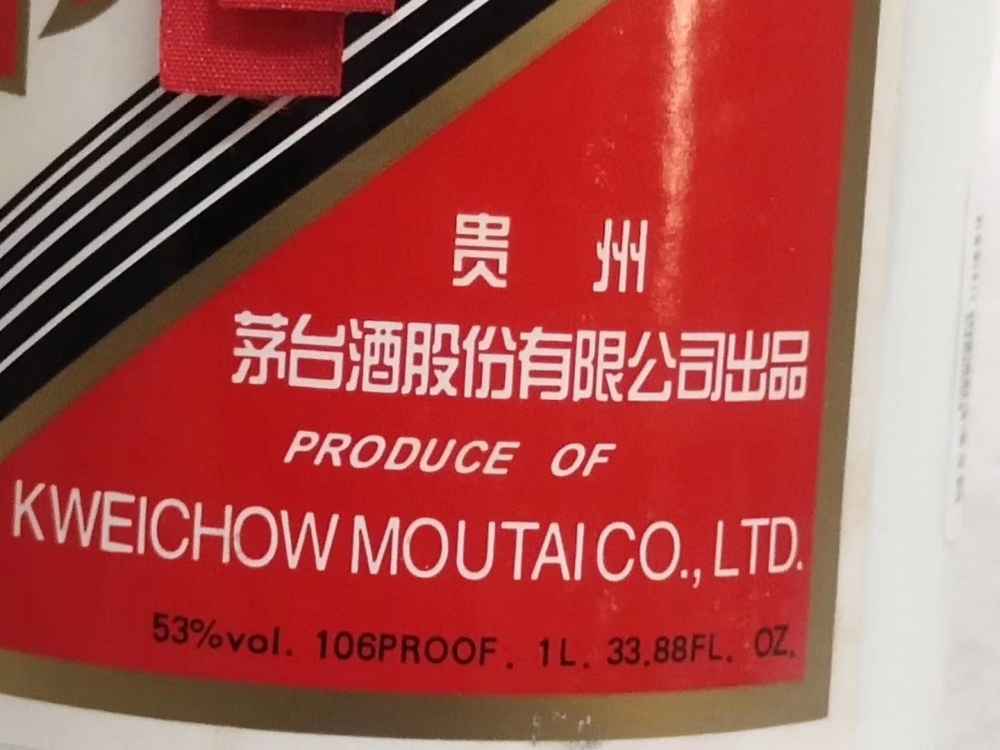 贵州
茅台酒股份有限公司出品
PRODUCE OF
KWEICHOW MOUTAI CO., LTD.
53%vol. 106PROOF. 1L. 33.88FL. OZ.